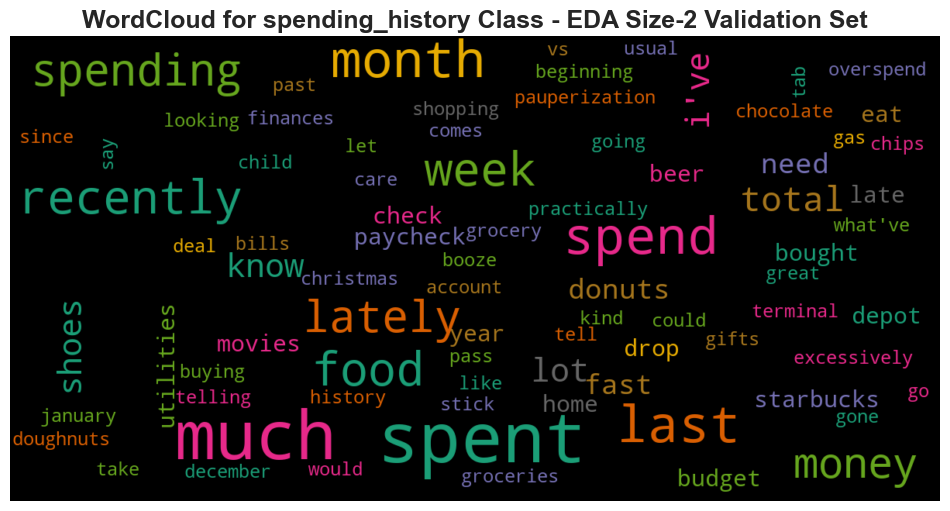 WordCloud for spending_history Class - EDA Size-2 Validation Set
spending
month
vs
usual
beginning
i've
tab
overspend
past
pauperization
chocolate
eat
looking
finances
shopping
comes
since
say
going
gas
chips
let
child
week
beer
need
care
recently
practically
total
late
check
what've
paycheck
grocery
spend
deal
bills
know
booze
bought
great
christmas
account
donuts
shoes
lately
year
kind
could
terminal
depot
utilities
movies
tell
drop
gifts
pass
excessively
buying
food
like
lot
fast
go
telling
history
stick
home
starbucks
january
last
gone
doughnuts
much
spent
take
december
would
groceries
budget
money